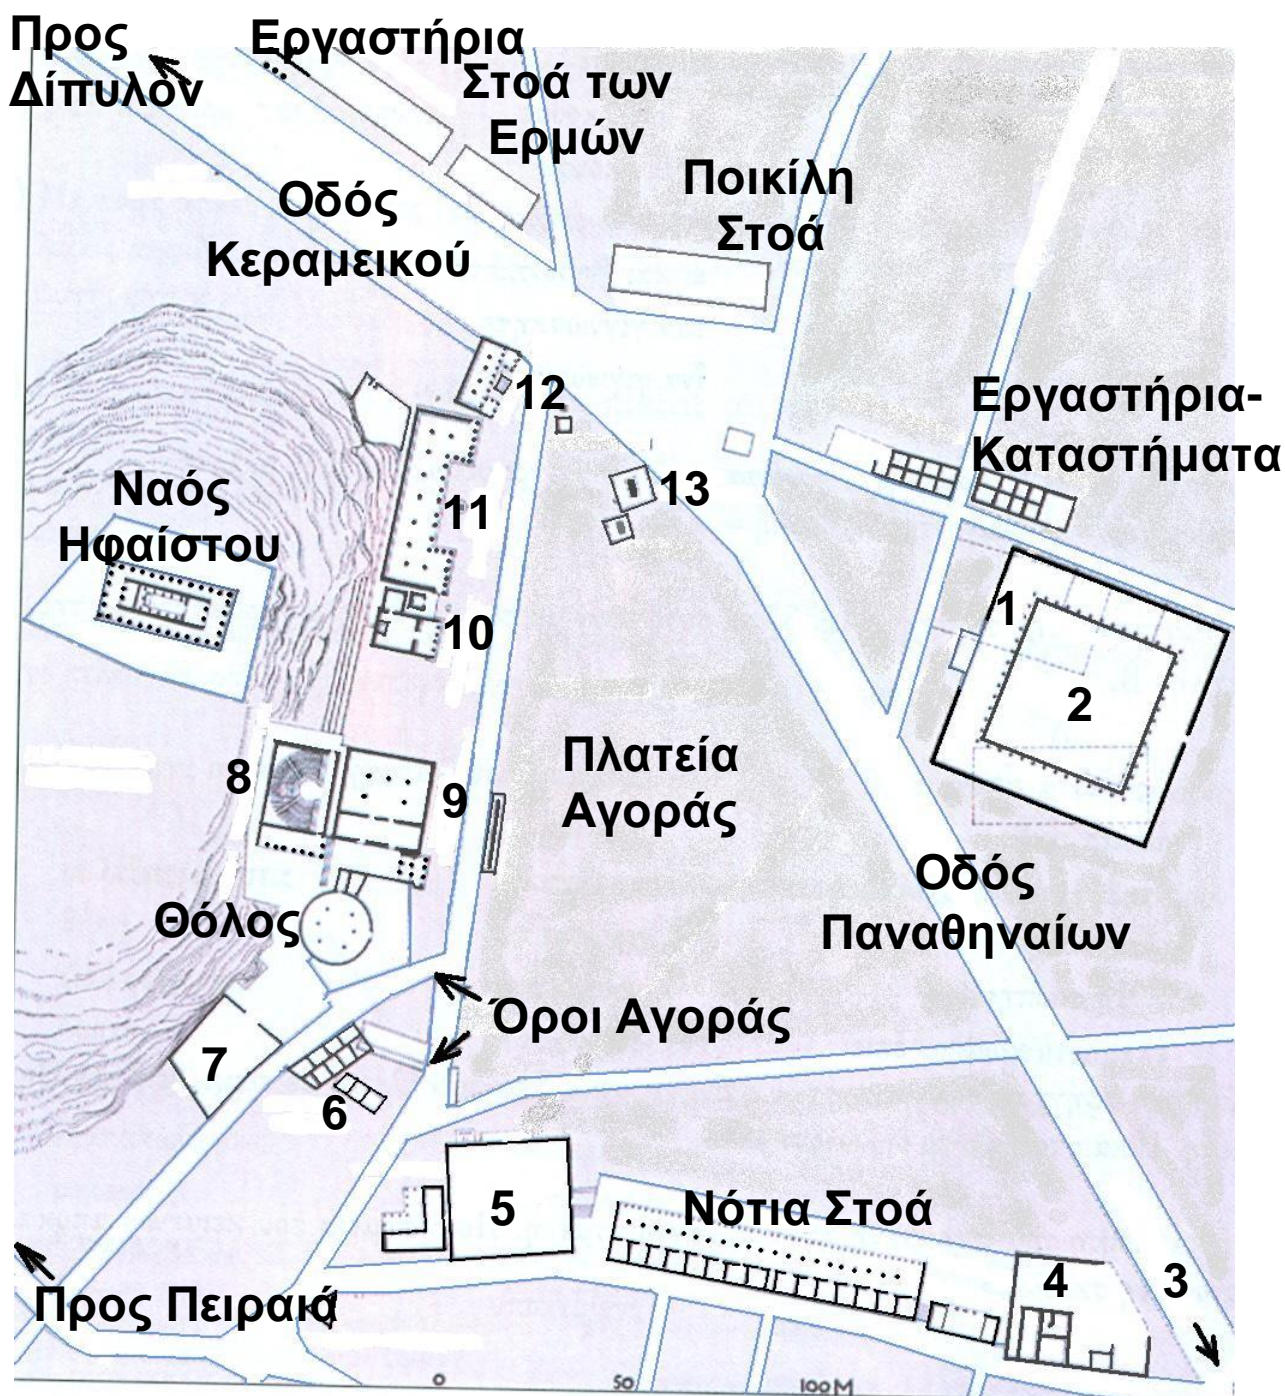 Προς
Δίπυλον
Εργαστήρια
Στοά των
Ερμών
Ποικίλη
Στοά
Οδός
Κεραμεικού
12
Εργαστήρια-
Καταστήματα
Ναός
Ηφαίστου
11
13
10
1
2
8
9
Πλατεία
Αγοράς
Οδός
Παναθηναίων
Θόλος
Όροι Αγοράς
7
6
5
Νότια Στοά
4
3
Προς Πειραιά
0 50 100 M